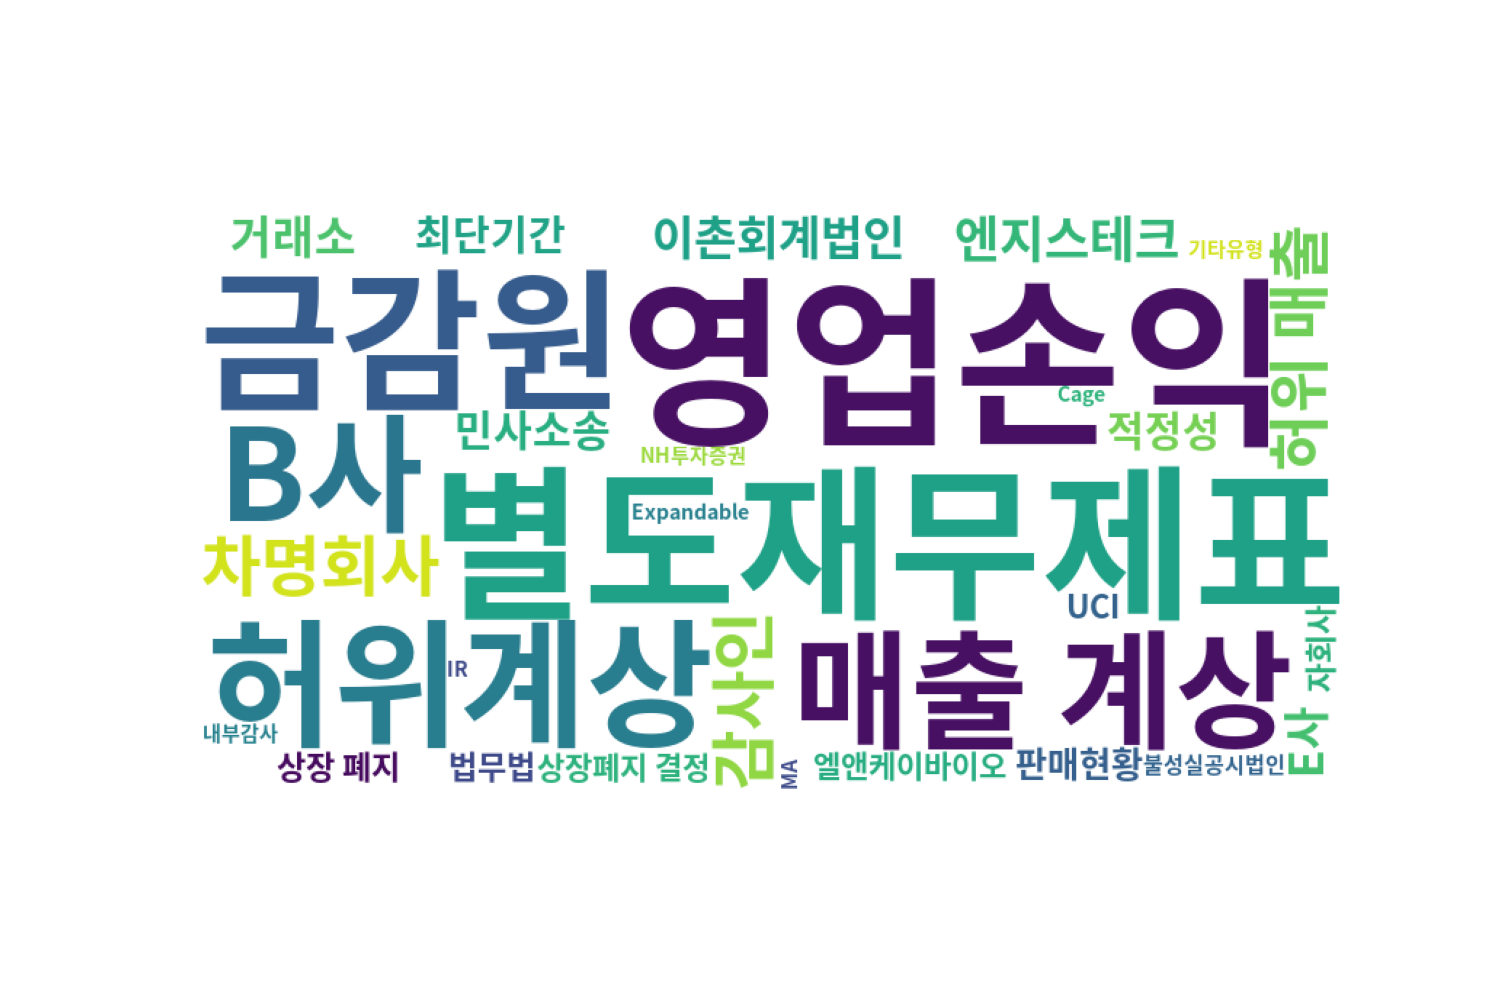 거래소
최단기간
이촌회계법인
엔지스테크
기타유형
허위 매출
금감원
영업손익
Cage
B사
민사소송
적정성
NH투자증권
별도재무제표
Expandable
차명회사
UCI
허위계상
IR
감사인
매출 계상
E사 자회사
내부감사
상장 폐지
법무법
상장폐지 결정
MA
엘앤케이바이오
판매현황
불성실공시법인